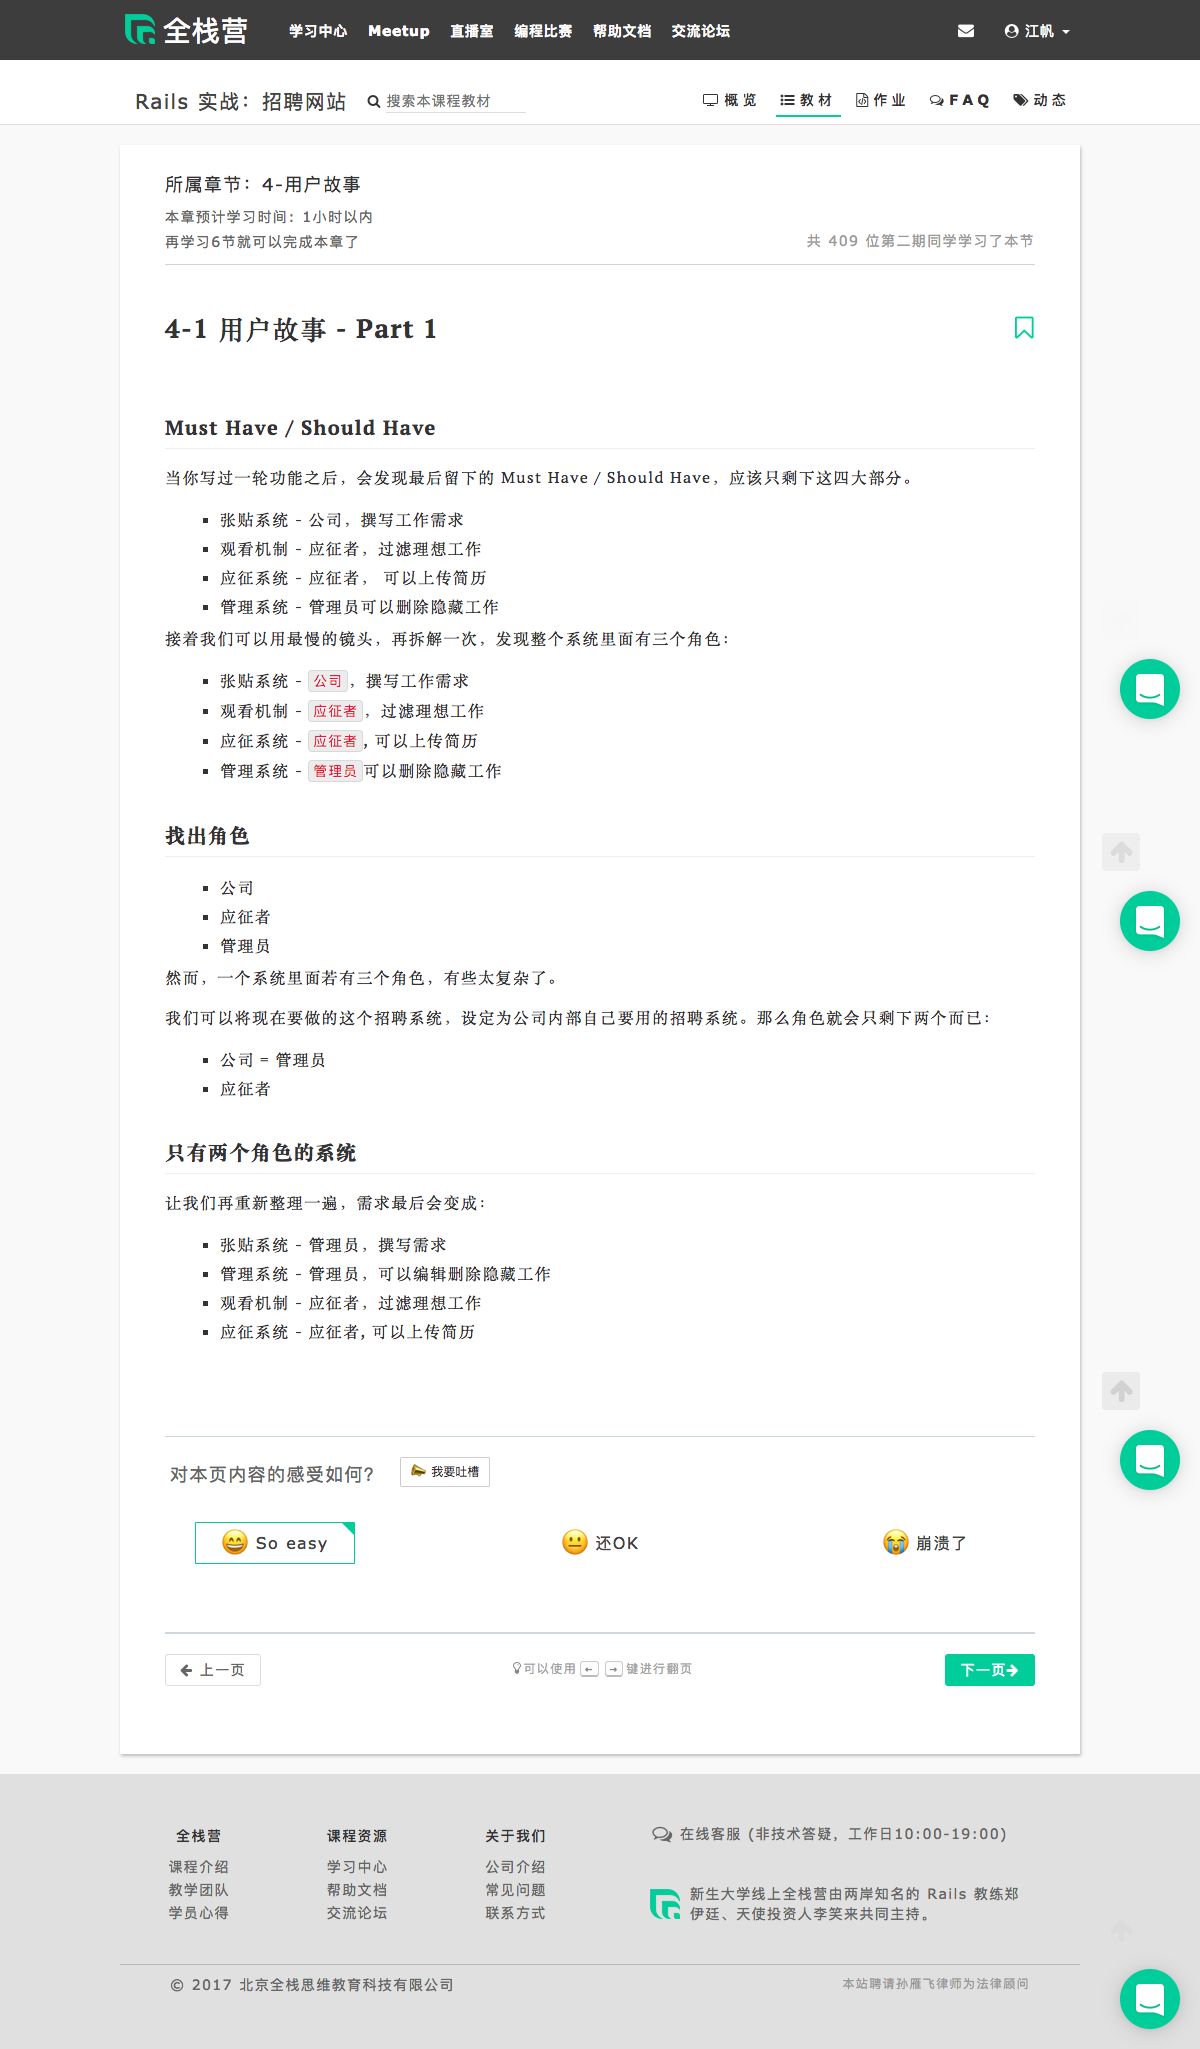 全栈营 学习中心 Meetup 直播室 编程比赛 帮助文档 交流论坛 江帆
Rails 实战：招聘网站 搜索本课程教材 概览 教材 作业 FAQ 动态
所属章节：4-用户故事
本章预计学习时间：1小时以内
再学习6节就可以完成本章了
共 409 位第二期同学学习了本节
4-1 用户故事 - Part 1
Must Have / Should Have
当你写过一轮功能之后，会发现最后留下的 Must Have / Should Have，应该只剩下这四大部分。
张贴系统 - 公司，撰写工作需求
观看机制 - 应征者，过滤理想工作
应征系统 - 应征者， 可以上传简历
管理系统 - 管理员可以删除隐藏工作
接着我们可以用最慢的镜头，再拆解一次，发现整个系统里面有三个角色：
张贴系统 - 公司，撰写工作需求
观看机制 - 应征者，过滤理想工作
应征系统 - 应征者, 可以上传简历
管理系统 - 管理员可以删除隐藏工作
找出角色
公司
应征者
管理员
然而，一个系统里面若有三个角色，有些太复杂了。
我们可以将现在要做的这个招聘系统，设定为公司内部自己要用的招聘系统。那么角色就会只剩下两个而已：
公司 = 管理员
应征者
只有两个角色的系统
让我们再重新整理一遍，需求最后会变成：
张贴系统 - 管理员，撰写需求
管理系统 - 管理员，可以编辑删除隐藏工作
观看机制 - 应征者，过滤理想工作
应征系统 - 应征者, 可以上传简历
对本页内容的感受如何? 我要吐槽
So easy 还OK 崩溃了
上一页 可以使用 ← → 键进行翻页 下一页
全栈营 课程资源 关于我们
在线客服 (非技术答疑，工作日10:00-19:00)
课程介绍 学习中心 公司介绍
教学团队 帮助文档 常见问题
学员心得 交流论坛 联系方式
新生大学线上全栈营由两岸知名的 Rails 教练郑
伊廷、天使投资人李笑来共同主持。
© 2017 北京全栈思维教育科技有限公司
本站聘请孙雁飞律师为法律顾问